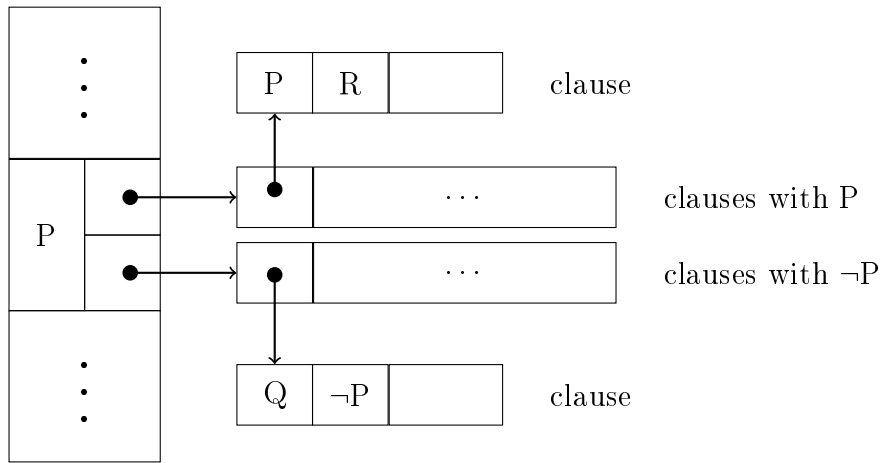 P R clause
… clauses with P
P
… clauses with ¬P
Q ¬P clause